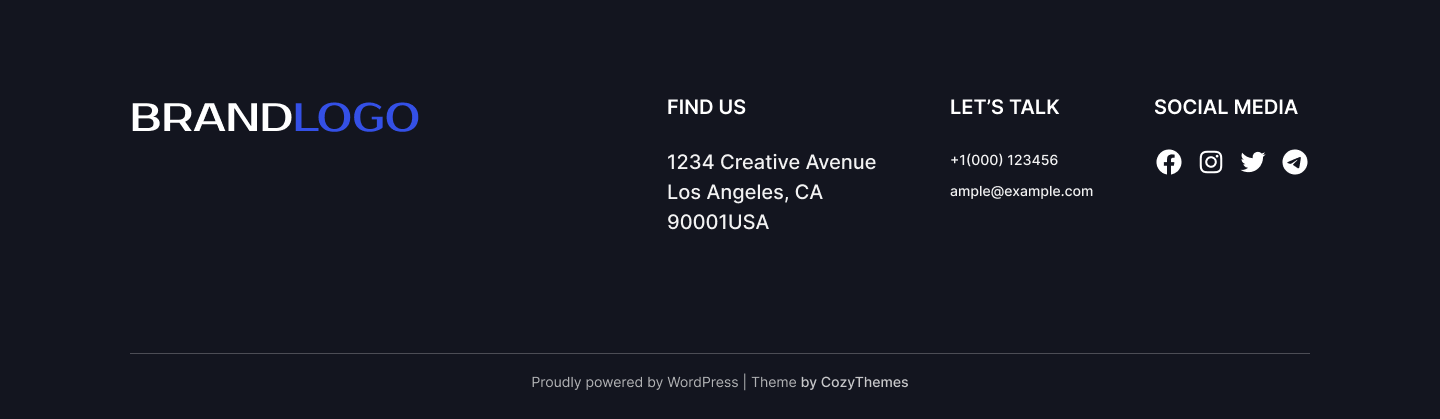 BRANDLOGO
FIND US
1234 Creative Avenue
Los Angeles, CA
90001USA
LET’S TALK
+1(000) 123456
ample@example.com
SOCIAL MEDIA
Proudly powered by WordPress | Theme by CozyThemes